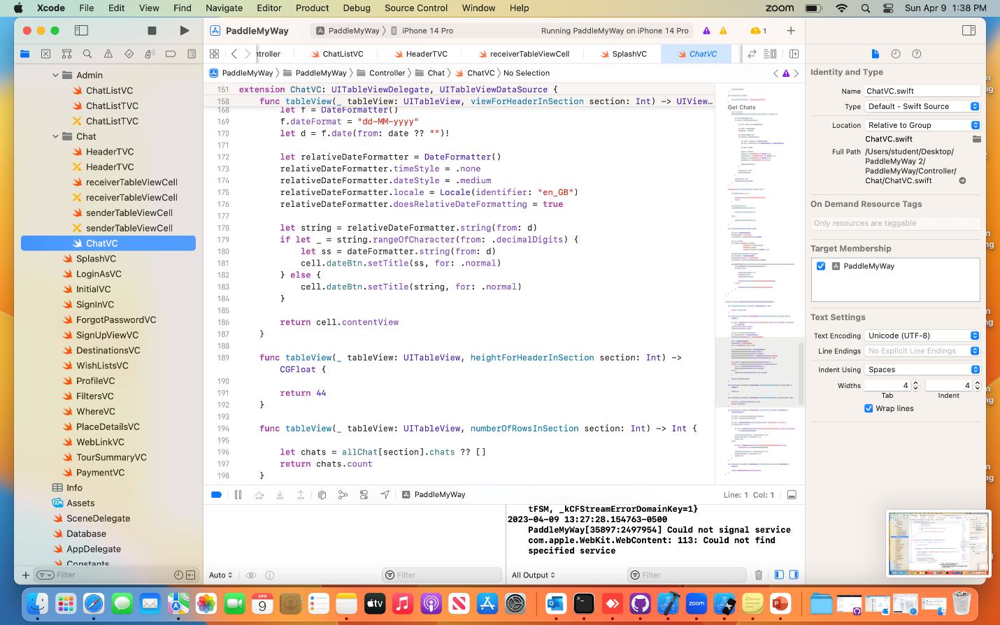 Xcode File Edit View Find Navigate Editor Product Debug Source Control Window Help
zoom
Sun Apr 9 1:38 PM
PaddleMyWay
PaddleMyWay 〉 iPhone 14 Pro
Running PaddleMyWay on iPhone 14 Pro
1
ntroller
ChatListVC
HeaderTVC
receiverTableViewCell
SplashVC
ChatVC
PaddleMyWay 〉 PaddleMyWay 〉 Controller 〉 Chat 〉 ChatVC 〉 No Selection
Admin
ChatListVC
ChatListTVC
ChatListTVC
Chat
HeaderTVC
HeaderTVC
receiverTableViewCell
receiverTableViewCell
senderTableViewCell
senderTableViewCell
ChatVC
SplashVC
LoginAsVC
InitialVC
SignInVC
ForgotPasswordVC
SignUpVC
DestinationsVC
WishListsVC
ProfileVC
FiltersVC
WhereVC
PlaceDetailsVC
WebLinkVC
TourSummaryVC
PaymentVC
Info
Assets
SceneDelegate
Database
AppDelegate
Constants
Filter
151 extension ChatVC: UITableViewDelegate, UITableViewDataSource {
158 func tableView(_ tableView: UITableView, viewForHeaderInSection section: Int) -> UIView…
168 let f = DateFormatter()
169 f.dateFormat = "dd-MM-yyyy"
170 let d = f.date(from: date ?? "")!
171
172 let relativeDateFormatter = DateFormatter()
173 relativeDateFormatter.timeStyle = .none
174 relativeDateFormatter.dateStyle = .medium
175 relativeDateFormatter.locale = Locale(identifier: "en_GB")
176 relativeDateFormatter.doesRelativeDateFormatting = true
177
178 let string = relativeDateFormatter.string(from: d)
179 if let _ = string.rangeOfCharacter(from: .decimalDigits) {
180 let ss = dateFormatter.string(from: d)
181 cell.dateBtn.setTitle(ss, for: .normal)
182 } else {
183 cell.dateBtn.setTitle(string, for: .normal)
184 }
185
186 return cell.contentView
187 }
188
189 func tableView(_ tableView: UITableView, heightForHeaderInSection section: Int) ->
CGFloat {
190
191 return 44
192 }
193
194 func tableView(_ tableView: UITableView, numberOfRowsInSection section: Int) -> Int {
195
196 let chats = allChat[section].chats ?? []
197 return chats.count
198 }
Get Chats
PaddleMyWay
Line: 1 Col: 1
tFSM, _kCFStreamErrorDomainKey=1}
2023-04-09 13:27:28.154763-0500
PaddleMyWay[35897:2497954] Could not signal service
com.apple.WebKit.WebContent: 113: Could not find
specified service
Auto
Filter
All Output
Filter
Identity and Type
Name ChatVC.swift
Type Default - Swift Source
Location Relative to Group
ChatVC.swift
Full Path /Users/student/Desktop/
PaddleMyWay 2/
PaddleMyWay/Controller/
Chat/ChatVC.swift
On Demand Resource Tags
Only resources are taggable
Target Membership
PaddleMyWay
Text Settings
Text Encoding Unicode (UTF-8)
Line Endings No Explicit Line Endings
Indent Using Spaces
Widths 4 4
Tab Indent
Wrap lines
APR
9
tv
zoom